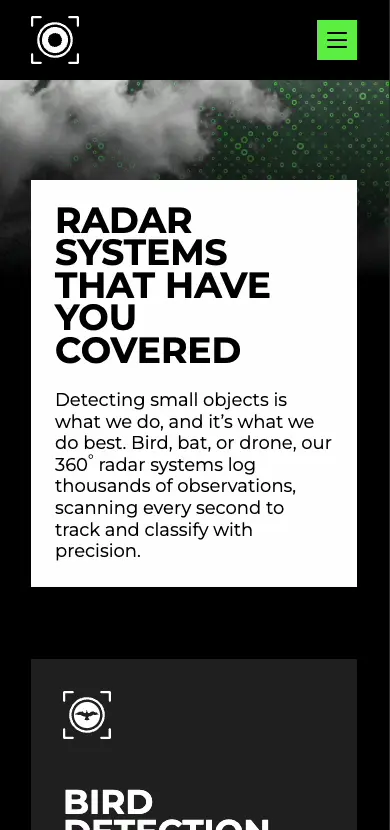 RADAR
SYSTEMS
THAT HAVE
YOU
COVERED
Detecting small objects is
what we do, and it’s what we
do best. Bird, bat, or drone, our
360° radar systems log
thousands of observations,
scanning every second to
track and classify with
precision.
BIRD
DETECTION